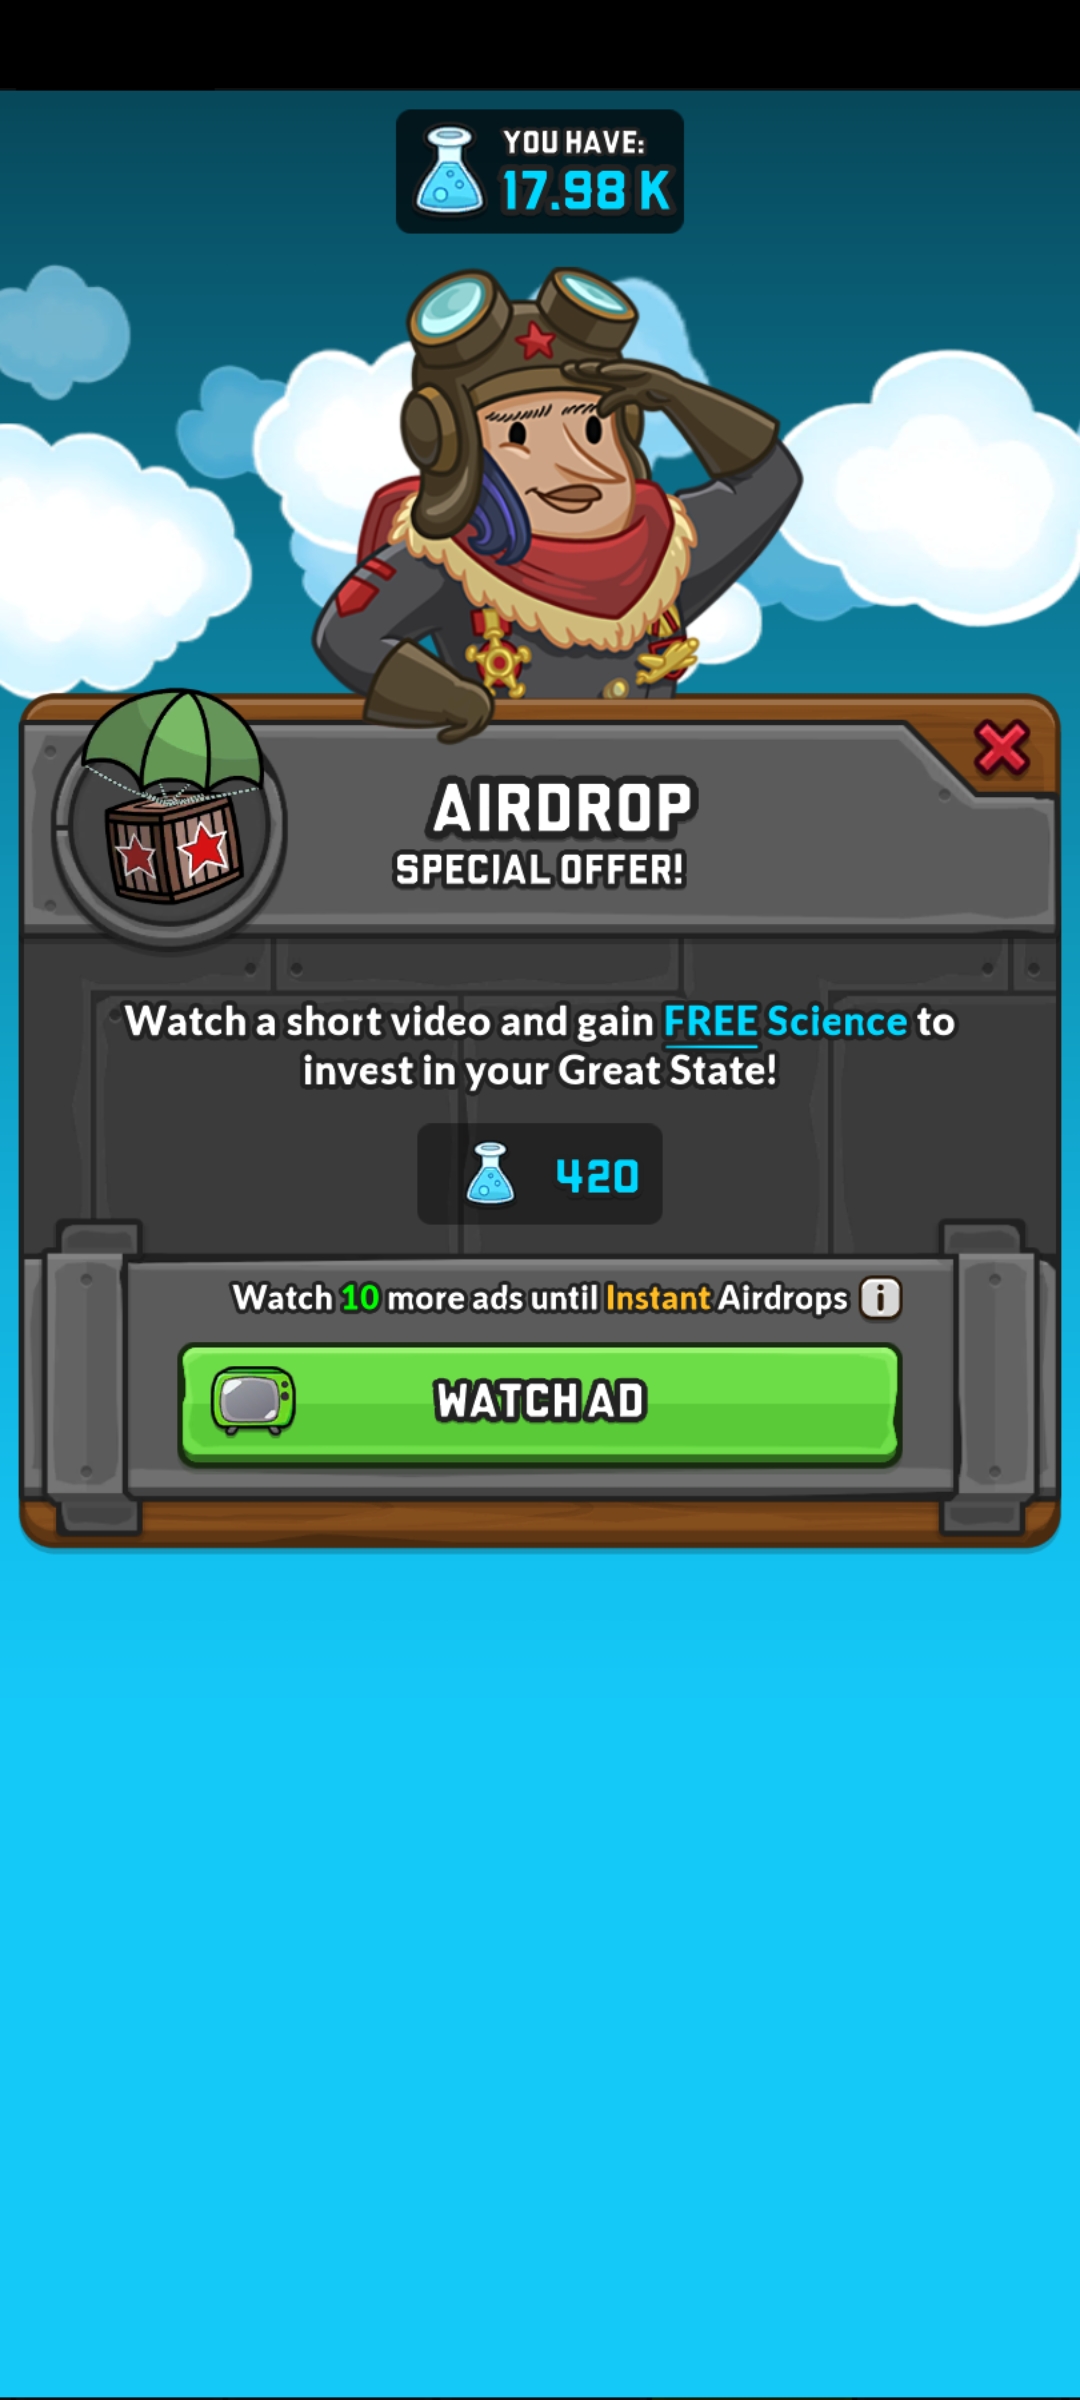 YOU HAVE:
17.98 K
AIRDROP
SPECIAL OFFER!
Watch a short video and gain FREE Science to
invest in your Great State!
420
Watch 10 more ads until Instant Airdrops i
WATCH AD